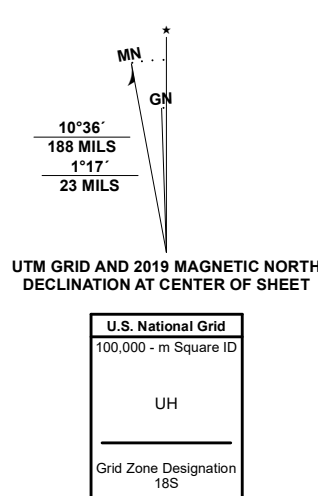 MN
GN
10°36´
188 MILS
1°17´
23 MILS
UTM GRID AND 2019 MAGNETIC NORTH
DECLINATION AT CENTER OF SHEET
U.S. National Grid
100,000 - m Square ID
UH
Grid Zone Designation
18S